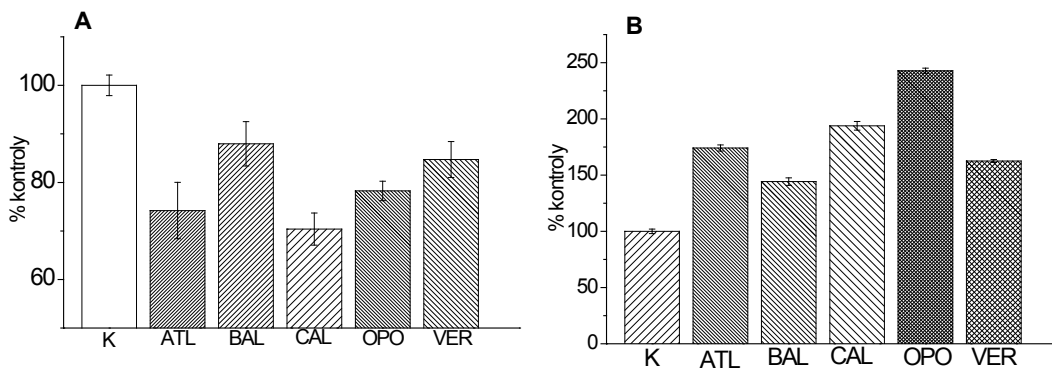 A
% kontroly
100
80
60
K ATL BAL CAL OPO VER
B
% kontroly
250
200
150
100
50
0
K ATL BAL CAL OPO VER